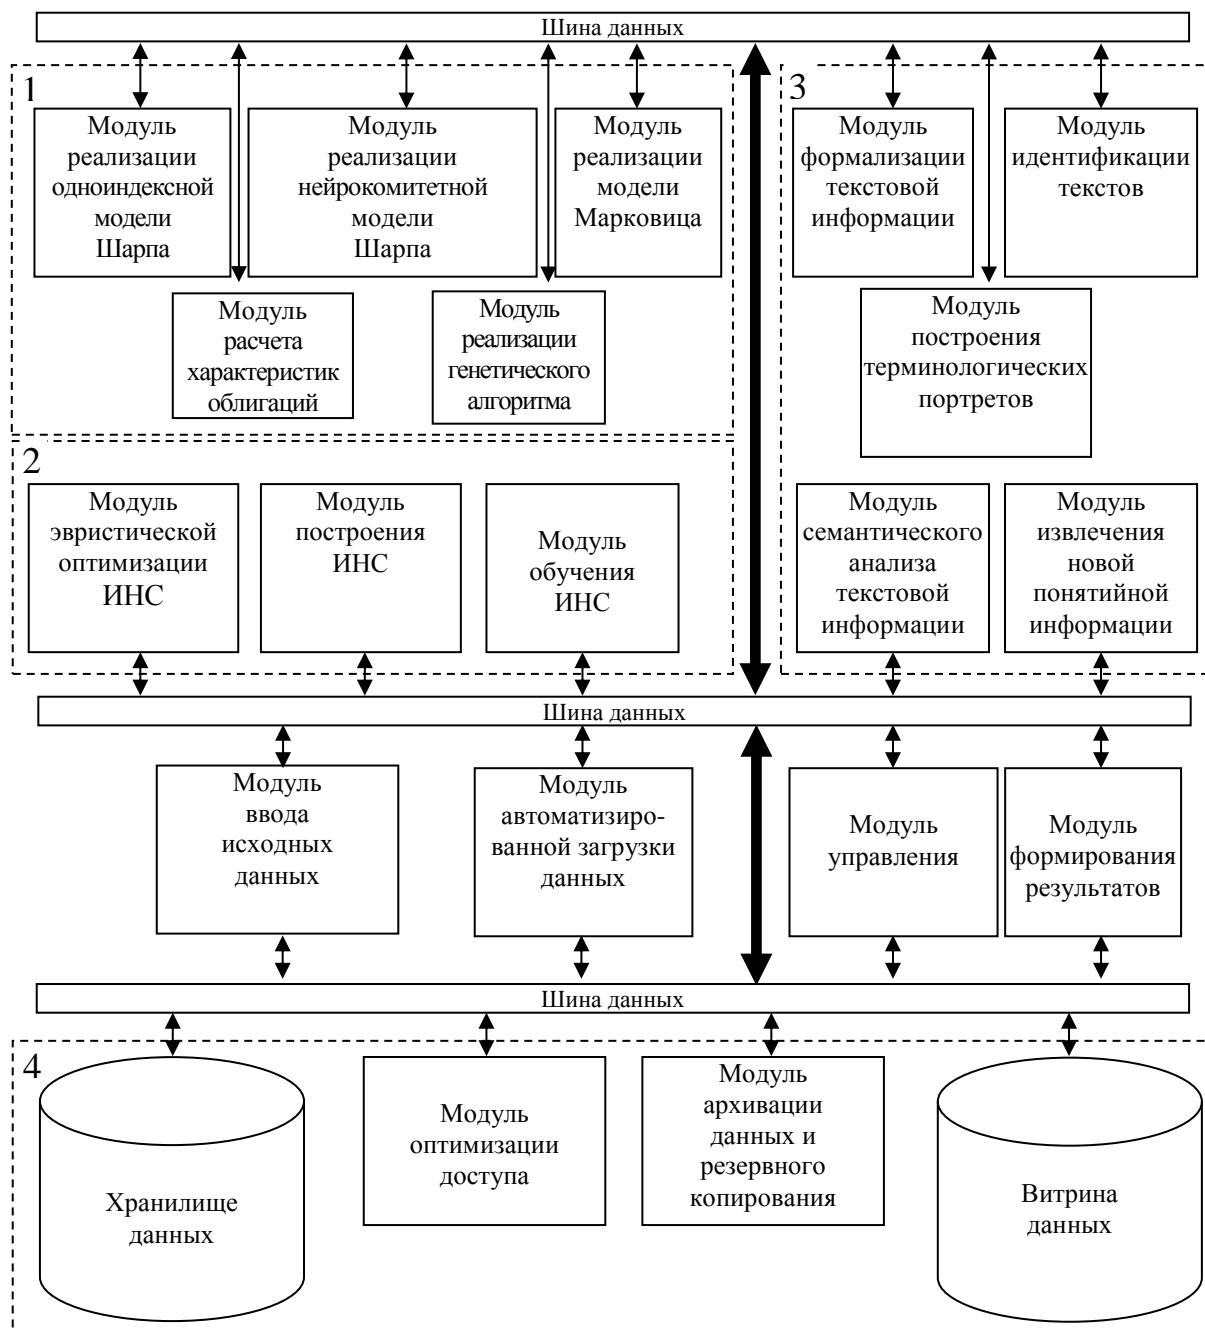 Шина данных
1
Модуль
реализации
одноиндексной
модели
Шарпа
Модуль
реализации
нейрокомитетной
модели
Шарпа
Модуль
реализации
модели
Марковица
Модуль
расчета
характеристик
облигаций
Модуль
реализации
генетического
алгоритма
3
Модуль
формализации
текстовой
информации
Модуль
идентификации
текстов
Модуль
построения
терминологических
портретов
2
Модуль
эвристической
оптимизации
ИНС
Модуль
построения
ИНС
Модуль
обучения
ИНС
Модуль
семантического
анализа
текстовой
информации
Модуль
извлечения
новой
понятийной
информации
Шина данных
Модуль
ввода
исходных
данных
Модуль
автоматизиро-
ванной загрузки
данных
Модуль
управления
Модуль
формирования
результатов
Шина данных
4
Хранилище
данных
Модуль
оптимизации
доступа
Модуль
архивации
данных и
резервного
копирования
Витрина
данных